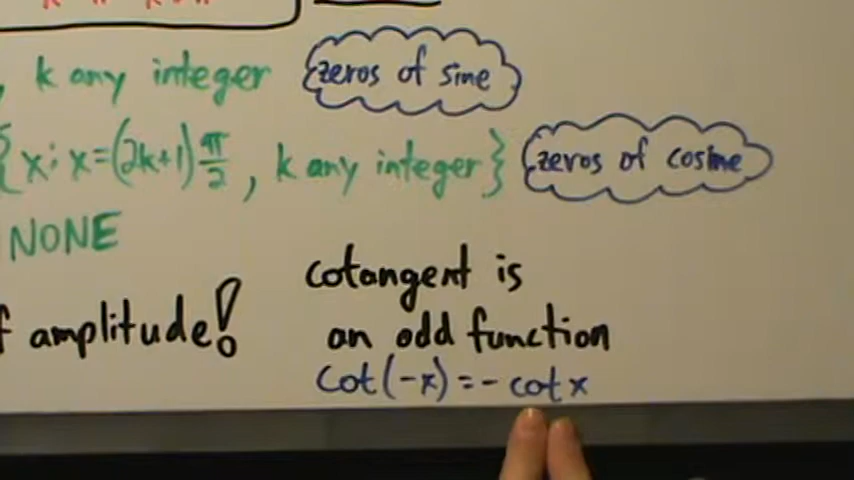 , k any integer
zeros of sine
{x: x=(2k+1)π/2, k any integer}
zeros of cosine
NONE
f amplitude!
cotangent is
an odd function
cot(-x) = - cot x